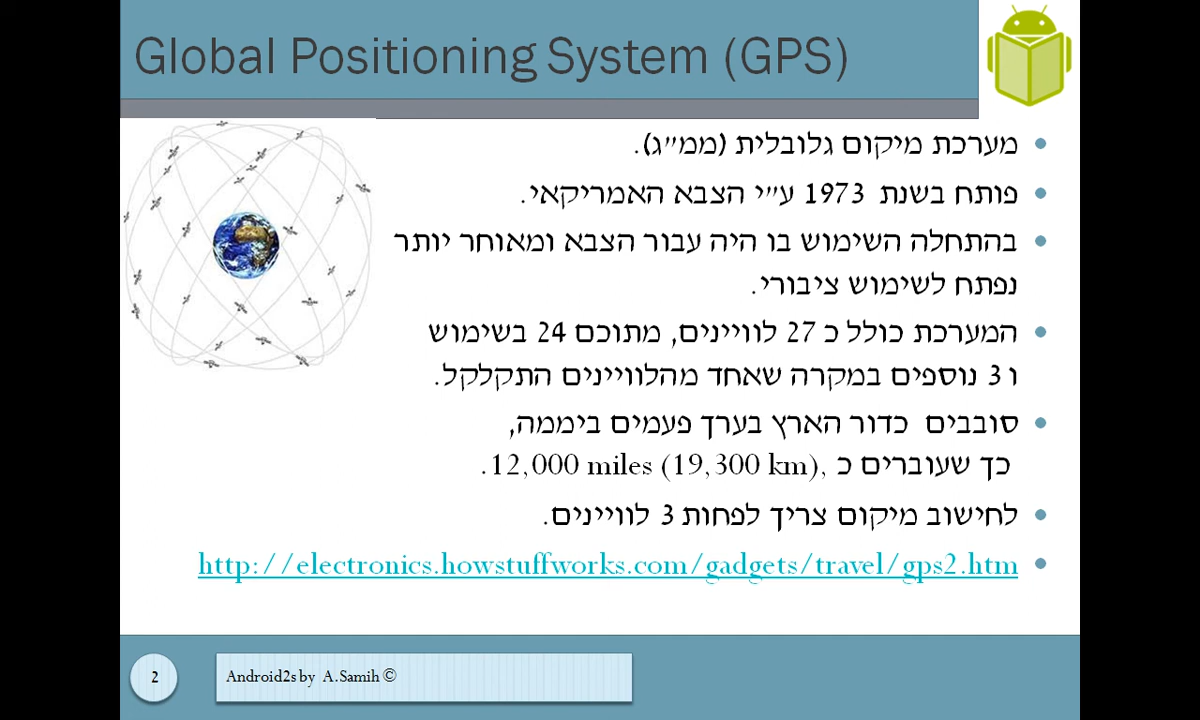 Global Positioning System (GPS)
מערכת מיקום גלובלית (ממ"ג).
פותח בשנת 1973 ע"י הצבא האמריקאי.
בהתחלה השימוש בו היה עבור הצבא ומאוחר יותר
נפתח לשימוש ציבורי.
המערכת כולל כ 27 לוויינים, מתוכם 24 בשימוש
ו 3 נוספים במקרה שאחד מהלוויינים התקלקל.
סובבים כדור הארץ בערך פעמים ביממה,
כך שעוברים כ 12,000 miles (19,300 km),.
לחישוב מיקום צריך לפחות 3 לוויינים.
http://electronics.howstuffworks.com/gadgets/travel/gps2.htm
2
Android2s by A.Samih ©